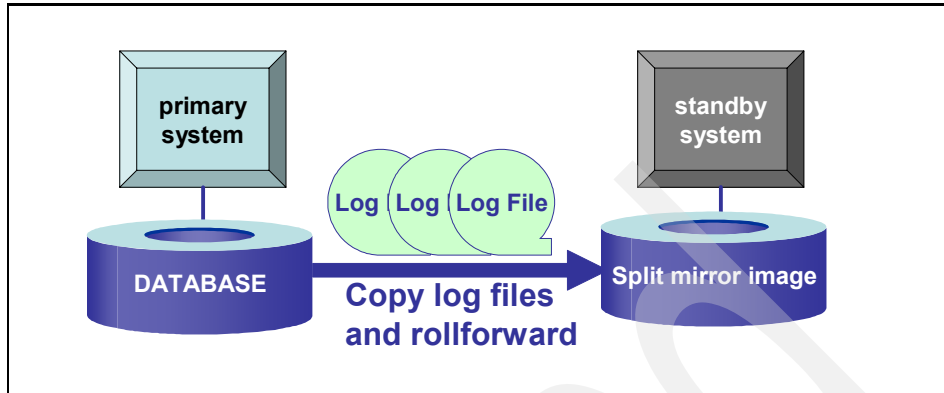 primary
system
standby
system
Log
Log
Log File
DATABASE
Split mirror image
Copy log files
and rollforward